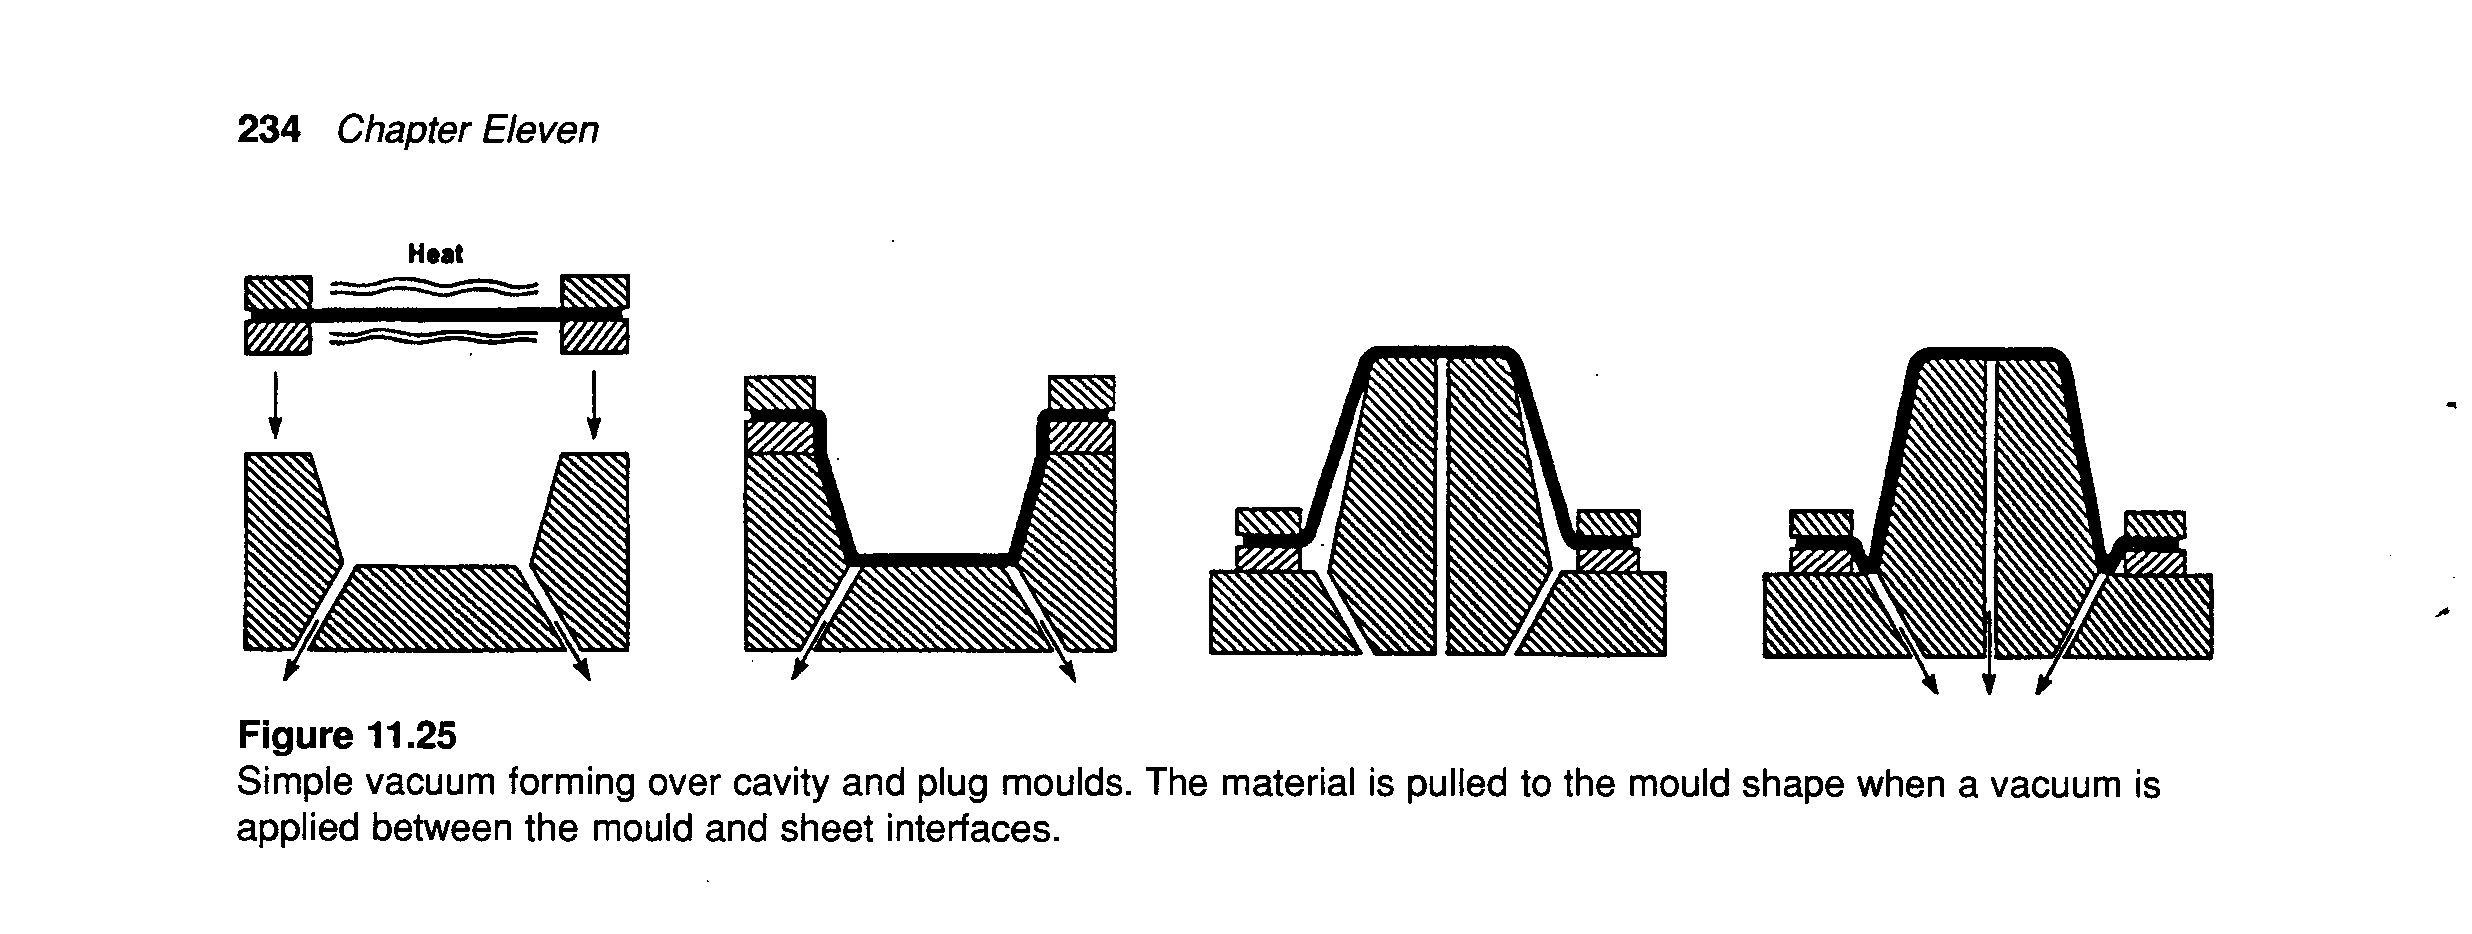 234 Chapter Eleven
Heat
Figure 11.25
Simple vacuum forming over cavity and plug moulds. The material is pulled to the mould shape when a vacuum is
applied between the mould and sheet interfaces.